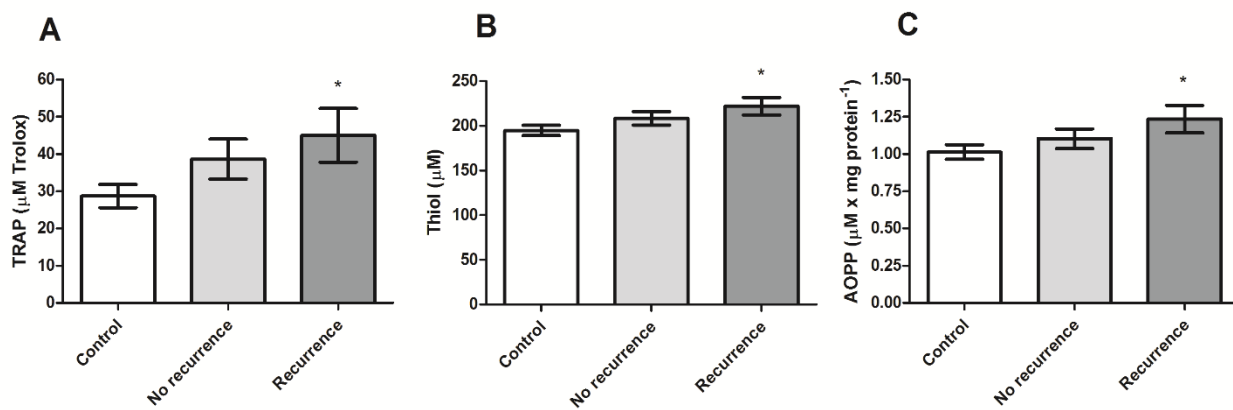 A
TRAP (μM Trolox)
60
50
40
30
20
10
0
*
Control
No recurrence
Recurrence
B
Thiol (μM)
250
200
150
100
50
0
*
Control
No recurrence
Recurrence
C
AOPP (μM x mg protein⁻¹)
1.50
1.25
1.00
0.75
0.50
0.25
0.00
*
Control
No recurrence
Recurrence